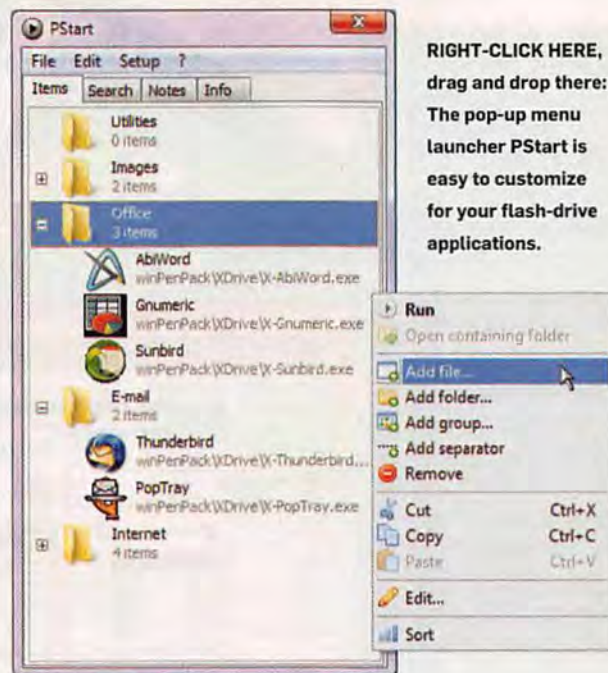 PStart
File Edit Setup ?
Items Search Notes Info
Utilities
0 items
Images
2 items
Office
3 items
AbiWord
winPenPack\XDrive\X-AbiWord.exe
Gnumeric
winPenPack\XDrive\X-Gnumeric.exe
Sunbird
winPenPack\XDrive\X-Sunbird.exe
E-mail
2 items
Thunderbird
winPenPack\XDrive\X-Thunderbird...
PopTray
winPenPack\XDrive\X-PopTray.exe
Internet
4 items
RIGHT-CLICK HERE,
drag and drop there:
The pop-up menu
launcher PStart is
easy to customize
for your flash-drive
applications.
Run
Open containing folder
Add file...
Add folder...
Add group...
Add separator
Remove
Cut Ctrl+X
Copy Ctrl+C
Paste Ctrl+V
Edit...
Sort